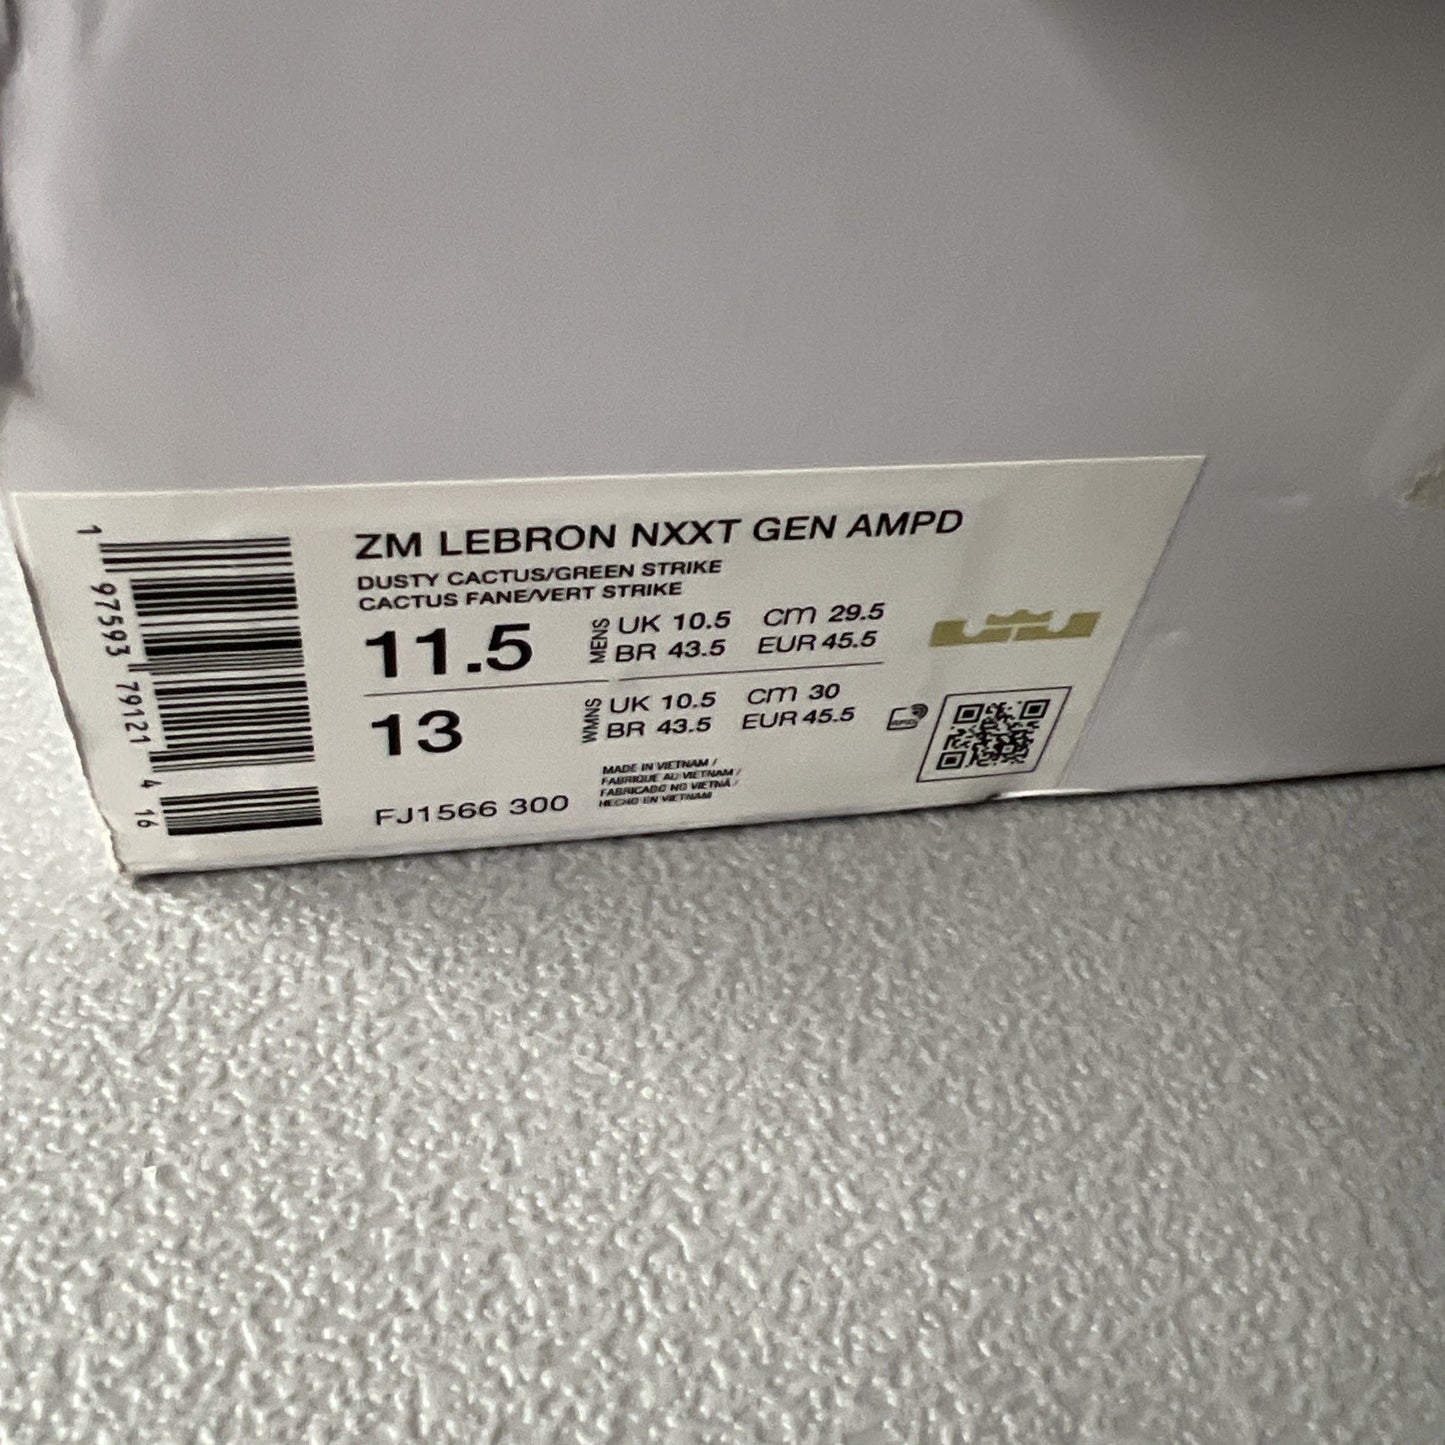 ZM LEBRON NXXT GEN AMPD
DUSTY CACTUS/GREEN STRIKE
CACTUS FANE/VERT STRIKE
11.5 MENS UK 10.5 CM 29.5
BR 43.5 EUR 45.5
13 WMNS UK 10.5 CM 30
BR 43.5 EUR 45.5
MADE IN VIETNAM /
FABRIQUE AU VIETNAM /
FABRICADO NO VIETNÃ /
HECHO EN VIETNAM
FJ1566 300
1 97593 79121 4 16